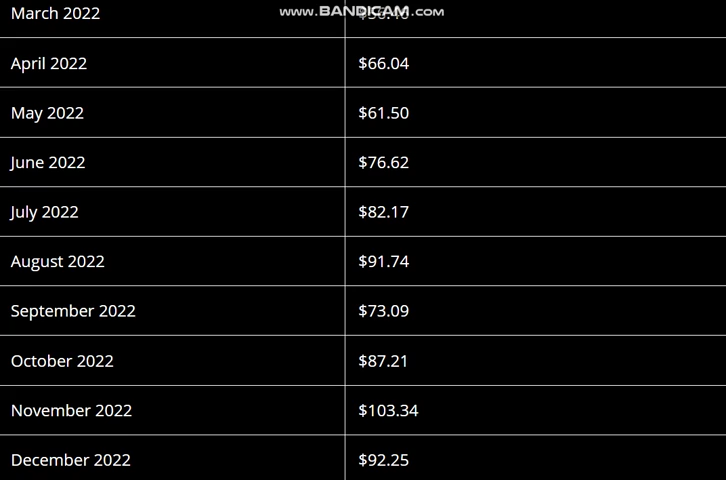 www.BANDICAM.com
March 2022
April 2022 $66.04
May 2022 $61.50
June 2022 $76.62
July 2022 $82.17
August 2022 $91.74
September 2022 $73.09
October 2022 $87.21
November 2022 $103.34
December 2022 $92.25